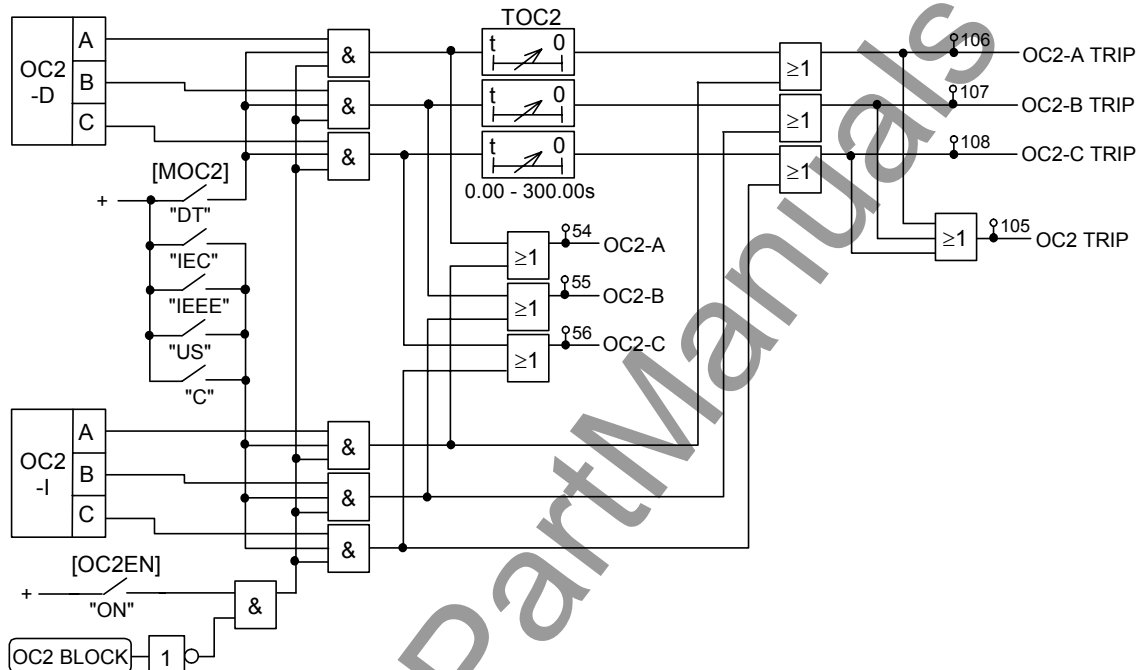 TOC2
OC2
-D
A
B
C
&
&
&
t 0
t 0
t 0
0.00 - 300.00s
≥1
≥1
≥1
106
OC2-A TRIP
107
OC2-B TRIP
108
OC2-C TRIP
≥1
105
OC2 TRIP
[MOC2]
+
"DT"
"IEC"
"IEEE"
"US"
"C"
≥1
54
OC2-A
≥1
55
OC2-B
≥1
56
OC2-C
OC2
-I
A
B
C
&
&
&
[OC2EN]
+
"ON"
&
OC2 BLOCK
1
PartManuals